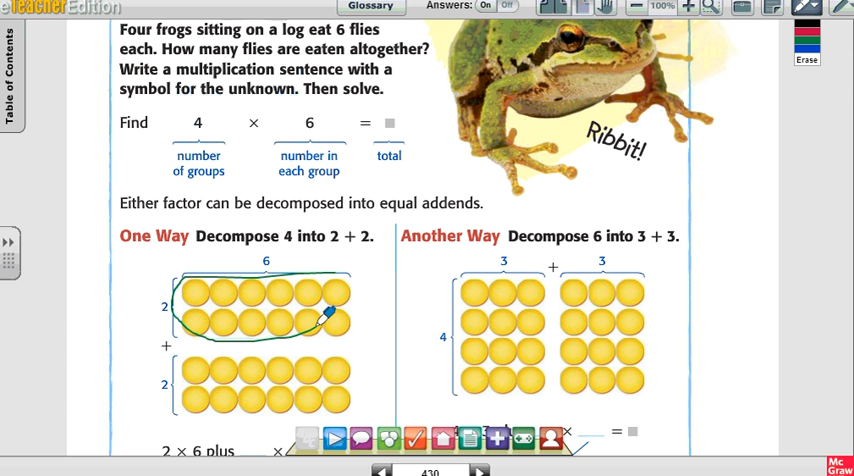 eTeacherEdition
Glossary
Answers: On Off
100%
Table of Contents
Erase
Four frogs sitting on a log eat 6 flies
each. How many flies are eaten altogether?
Write a multiplication sentence with a
symbol for the unknown. Then solve.
Ribbit!
Find 4 × 6 = ■
number of groups
number in each group
total
Either factor can be decomposed into equal addends.
One Way Decompose 4 into 2 + 2.
6
2
+
2
2 × 6 plus ___ ×
Another Way Decompose 6 into 3 + 3.
3 + 3
4
× ___ = ■
430
Mc
Graw